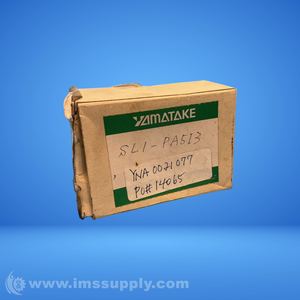 YAMATAKE
SL1-PA513
YNA 0021077
PO# 14065
www.imssupply.com